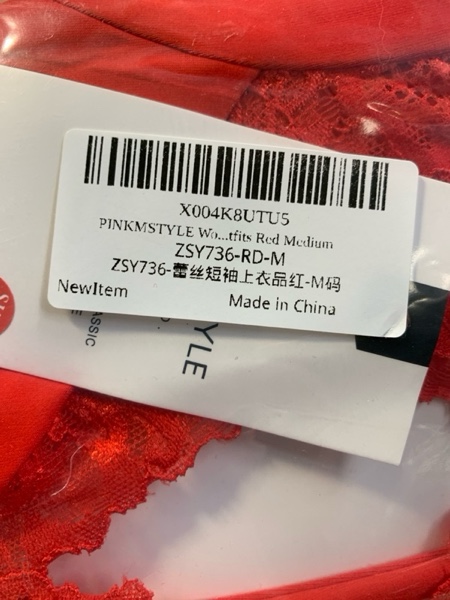 X004K8UTU5
PINKMSTYLE Wo...tfits Red Medium
ZSY736-RD-M
ZSY736-蕾丝短袖上衣品红-M码
NewItem
Made in China
YLE